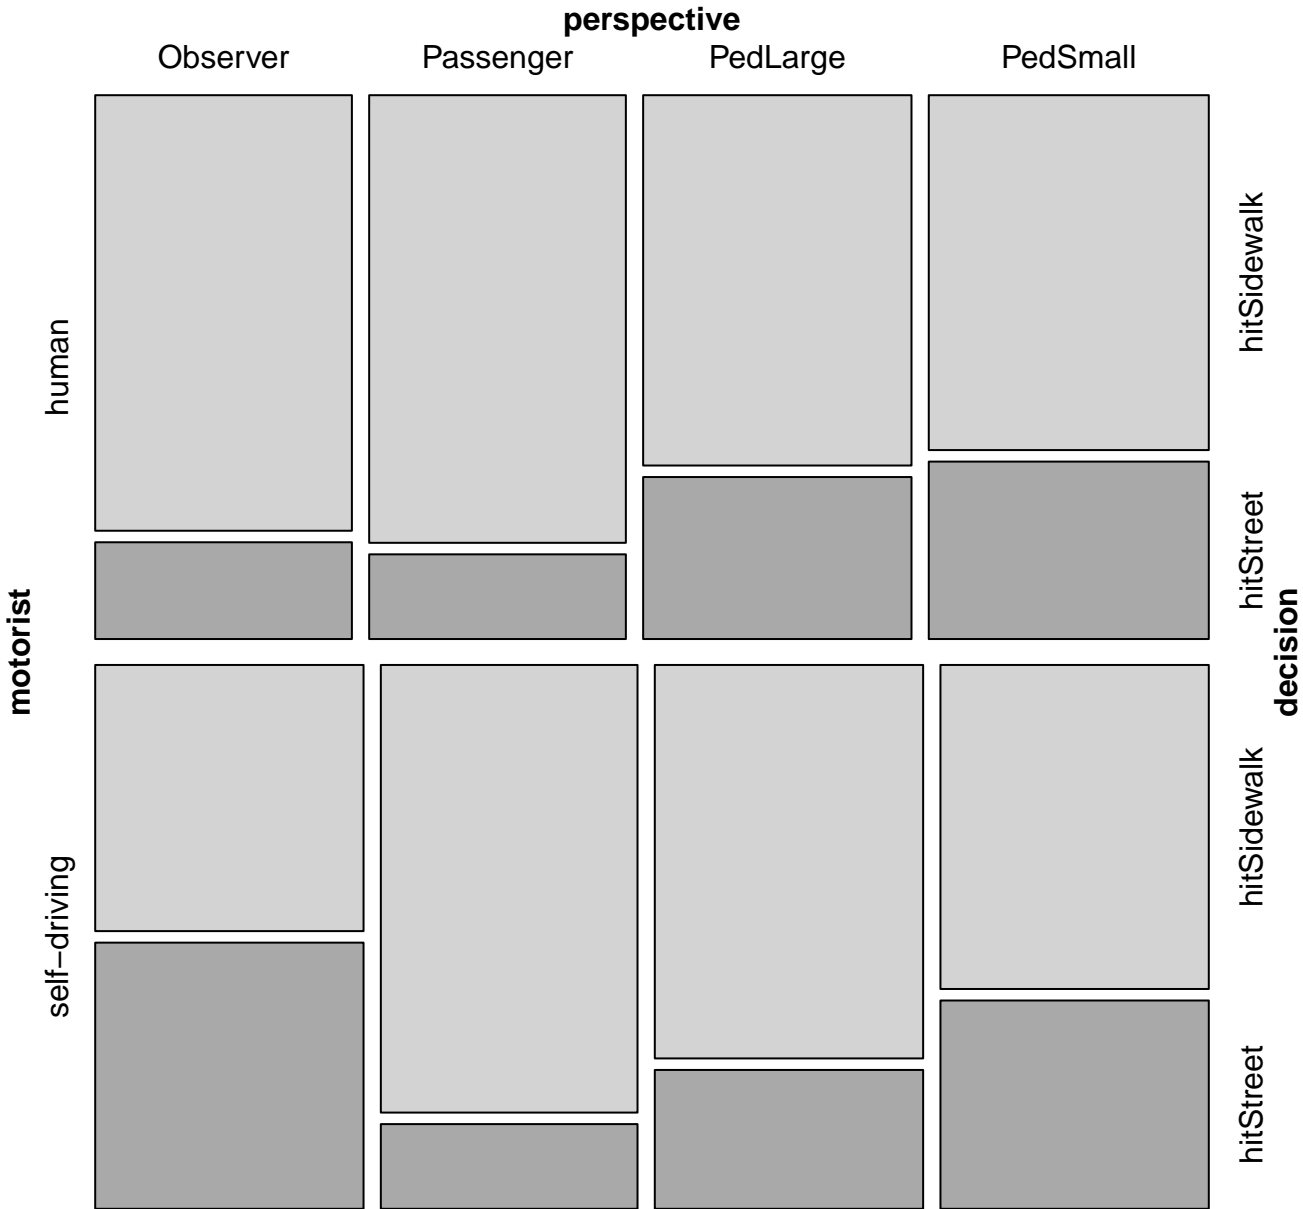 perspective
Observer Passenger PedLarge PedSmall
human
self−driving
motorist
hitSidewalk
hitStreet
hitSidewalk
hitStreet
decision